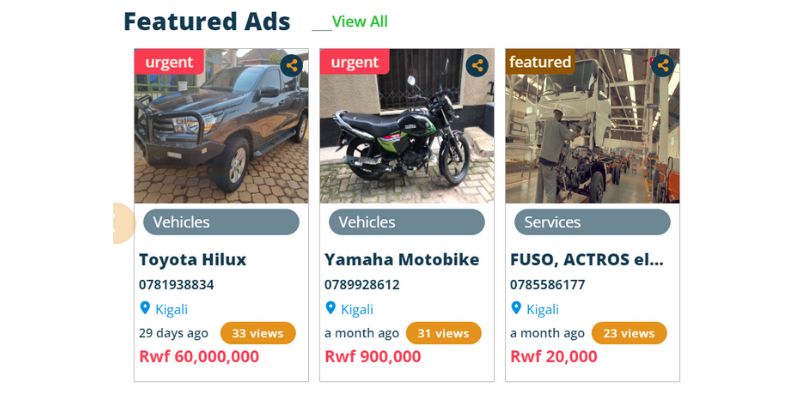 Featured Ads View All
urgent
Vehicles
Toyota Hilux
0781938834
Kigali
29 days ago 33 views
Rwf 60,000,000
urgent
Vehicles
Yamaha Motobike
0789928612
Kigali
a month ago 31 views
Rwf 900,000
featured
Services
FUSO, ACTROS el...
0785586177
Kigali
a month ago 23 views
Rwf 20,000